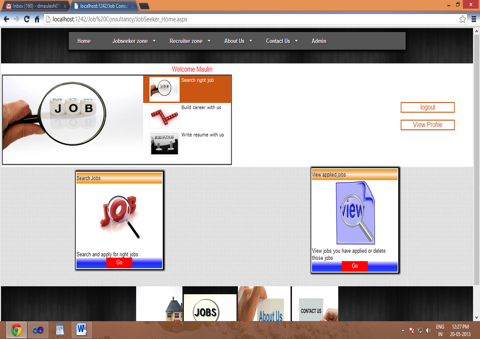 Inbox (160) - dmaulesh07
localhost:1242/Job Cons
localhost:1242/Job%20Consultancy/JobSeeker_Home.aspx
Home
Jobseeker zone
Recruiter zone
About Us
Contact Us
Admin
Welcome Maulin
JOB
Search right job
Build career with us
Write resume with us
logout
View Profile
Search Jobs
JOB
Search and apply for right jobs
Go
View applied jobs
view
View jobs you have applied or delete
those jobs
Go
JOBS
About Us
CONTACT US
ENG
IN
12:27 PM
20-05-2013